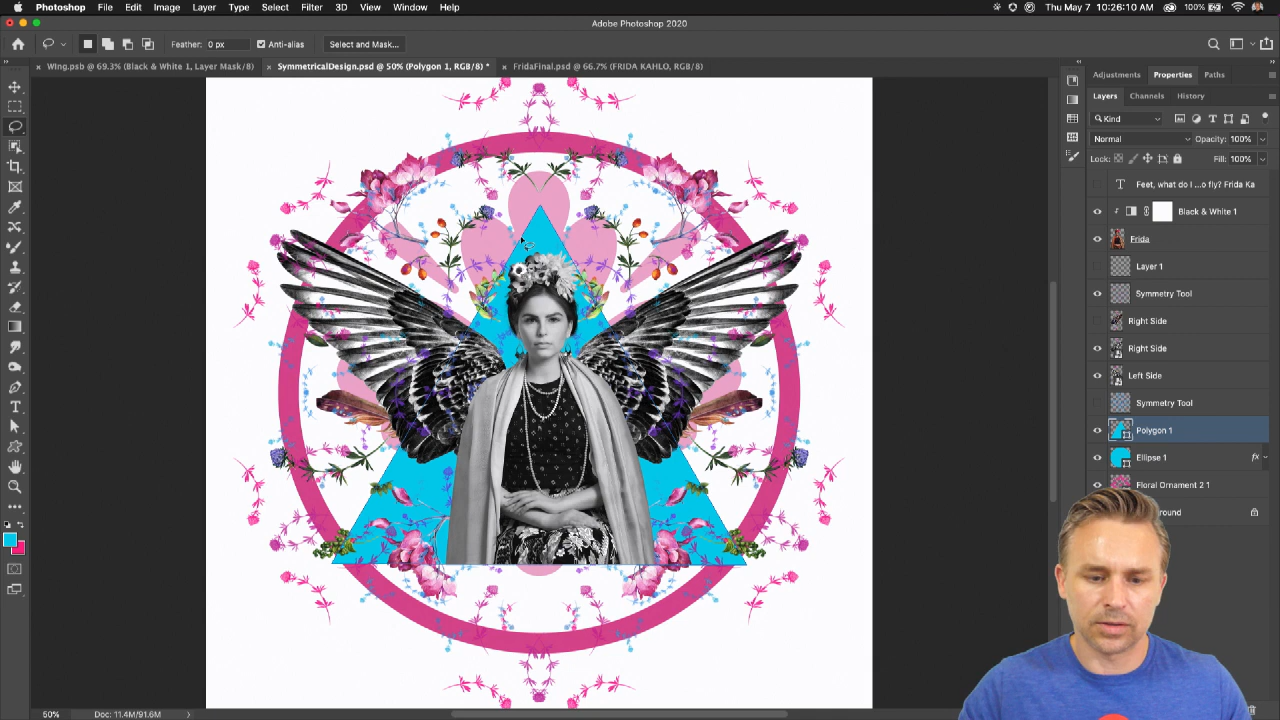 Photoshop File Edit Image Layer Type Select Filter 3D View Window Help 100% Thu May 7 10:26:10 AM
Adobe Photoshop 2020
Feather: 0 px Anti-alias Select and Mask...
× Wing.psb @ 69.3% (Black & White 1, Layer Mask/8) × SymmetricalDesign.psd @ 50% (Polygon 1, RGB/8) * × FridaFinal.psd @ 66.7% (FRIDA KAHLO, RGB/8)
Adjustments Properties Paths
Layers Channels History
Kind
Normal Opacity: 100%
Lock: Fill: 100%
Feet, what do I ...o fly? Frida Ka
Black & White 1
Frida
Layer 1
Symmetry Tool
Right Side
Right Side
Left Side
Symmetry Tool
Polygon 1
Ellipse 1 fx
Floral Ornament 2 1
ound
50% Doc: 11.4M/91.6M